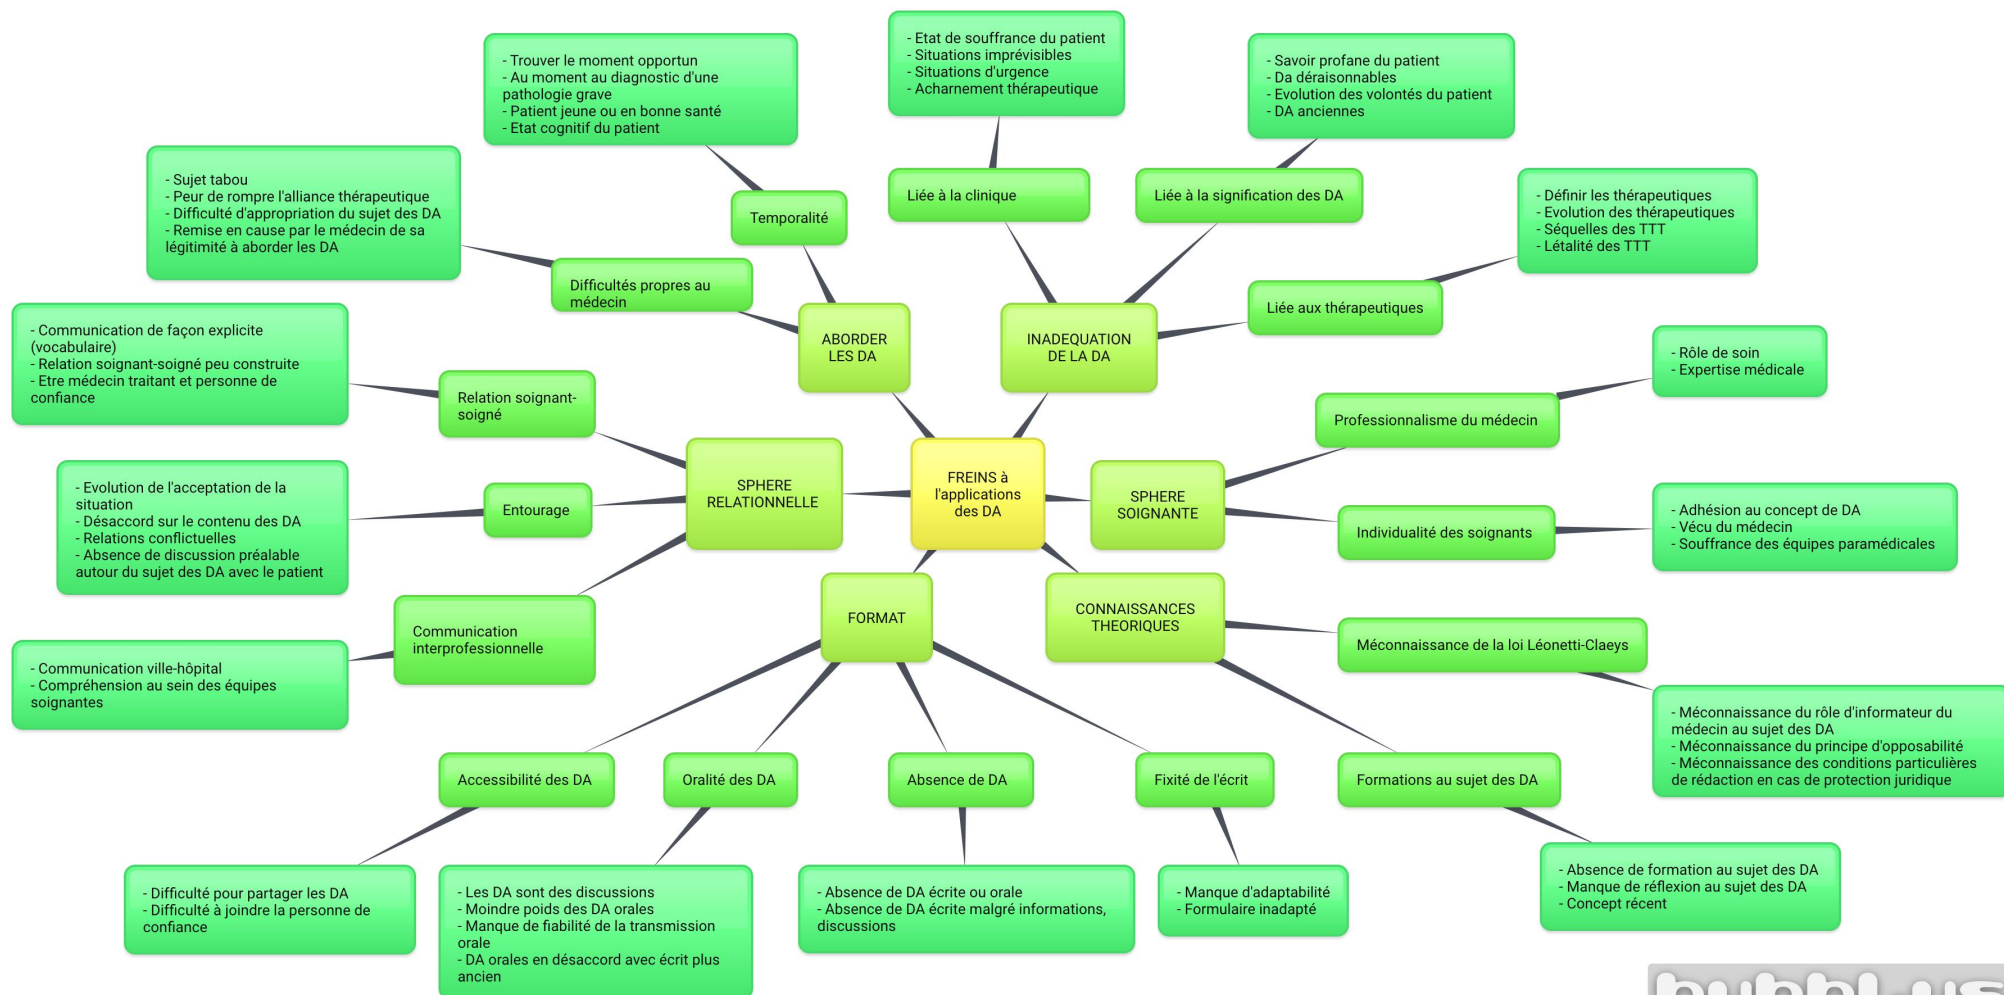 - Etat de souffrance du patient
- Situations imprévisibles
- Situations d'urgence
- Acharnement thérapeutique
- Trouver le moment opportun
- Au moment au diagnostic d'une
pathologie grave
- Patient jeune ou en bonne santé
- Etat cognitif du patient
- Savoir profane du patient
- Da déraisonnables
- Evolution des volontés du patient
- DA anciennes
- Sujet tabou
- Peur de rompre l'alliance thérapeutique
- Difficulté d'appropriation du sujet des DA
- Remise en cause par le médecin de sa
légitimité à aborder les DA
Temporalité
Liée à la clinique
Liée à la signification des DA
- Définir les thérapeutiques
- Evolution des thérapeutiques
- Séquelles des TTT
- Létalité des TTT
Difficultés propres au
médecin
Liée aux thérapeutiques
ABORDER
LES DA
INADEQUATION
DE LA DA
- Communication de façon explicite
(vocabulaire)
- Relation soignant-soigné peu construite
- Etre médecin traitant et personne de
confiance
Relation soignant-
soigné
- Rôle de soin
- Expertise médicale
Professionnalisme du médecin
SPHERE
RELATIONNELLE
FREINS à
l'applications
des DA
SPHERE
SOIGNANTE
- Evolution de l'acceptation de la
situation
- Désaccord sur le contenu des DA
- Relations conflictuelles
- Absence de discussion préalable
autour du sujet des DA avec le patient
Entourage
Individualité des soignants
- Adhésion au concept de DA
- Vécu du médecin
- Souffrance des équipes paramédicales
Communication
interprofessionnelle
- Communication ville-hôpital
- Compréhension au sein des équipes
soignantes
FORMAT
CONNAISSANCES
THEORIQUES
Méconnaissance de la loi Léonetti-Claeys
- Méconnaissance du rôle d'informateur du
médecin au sujet des DA
- Méconnaissance du principe d'opposabilité
- Méconnaissance des conditions particulières
de rédaction en cas de protection juridique
Accessibilité des DA
Oralité des DA
Absence de DA
Fixité de l'écrit
Formations au sujet des DA
- Difficulté pour partager les DA
- Difficulté à joindre la personne de
confiance
- Les DA sont des discussions
- Moindre poids des DA orales
- Manque de fiabilité de la transmission
orale
- DA orales en désaccord avec écrit plus
ancien
- Absence de DA écrite ou orale
- Absence de DA écrite malgré informations,
discussions
- Manque d'adaptabilité
- Formulaire inadapté
- Absence de formation au sujet des DA
- Manque de réflexion au sujet des DA
- Concept récent